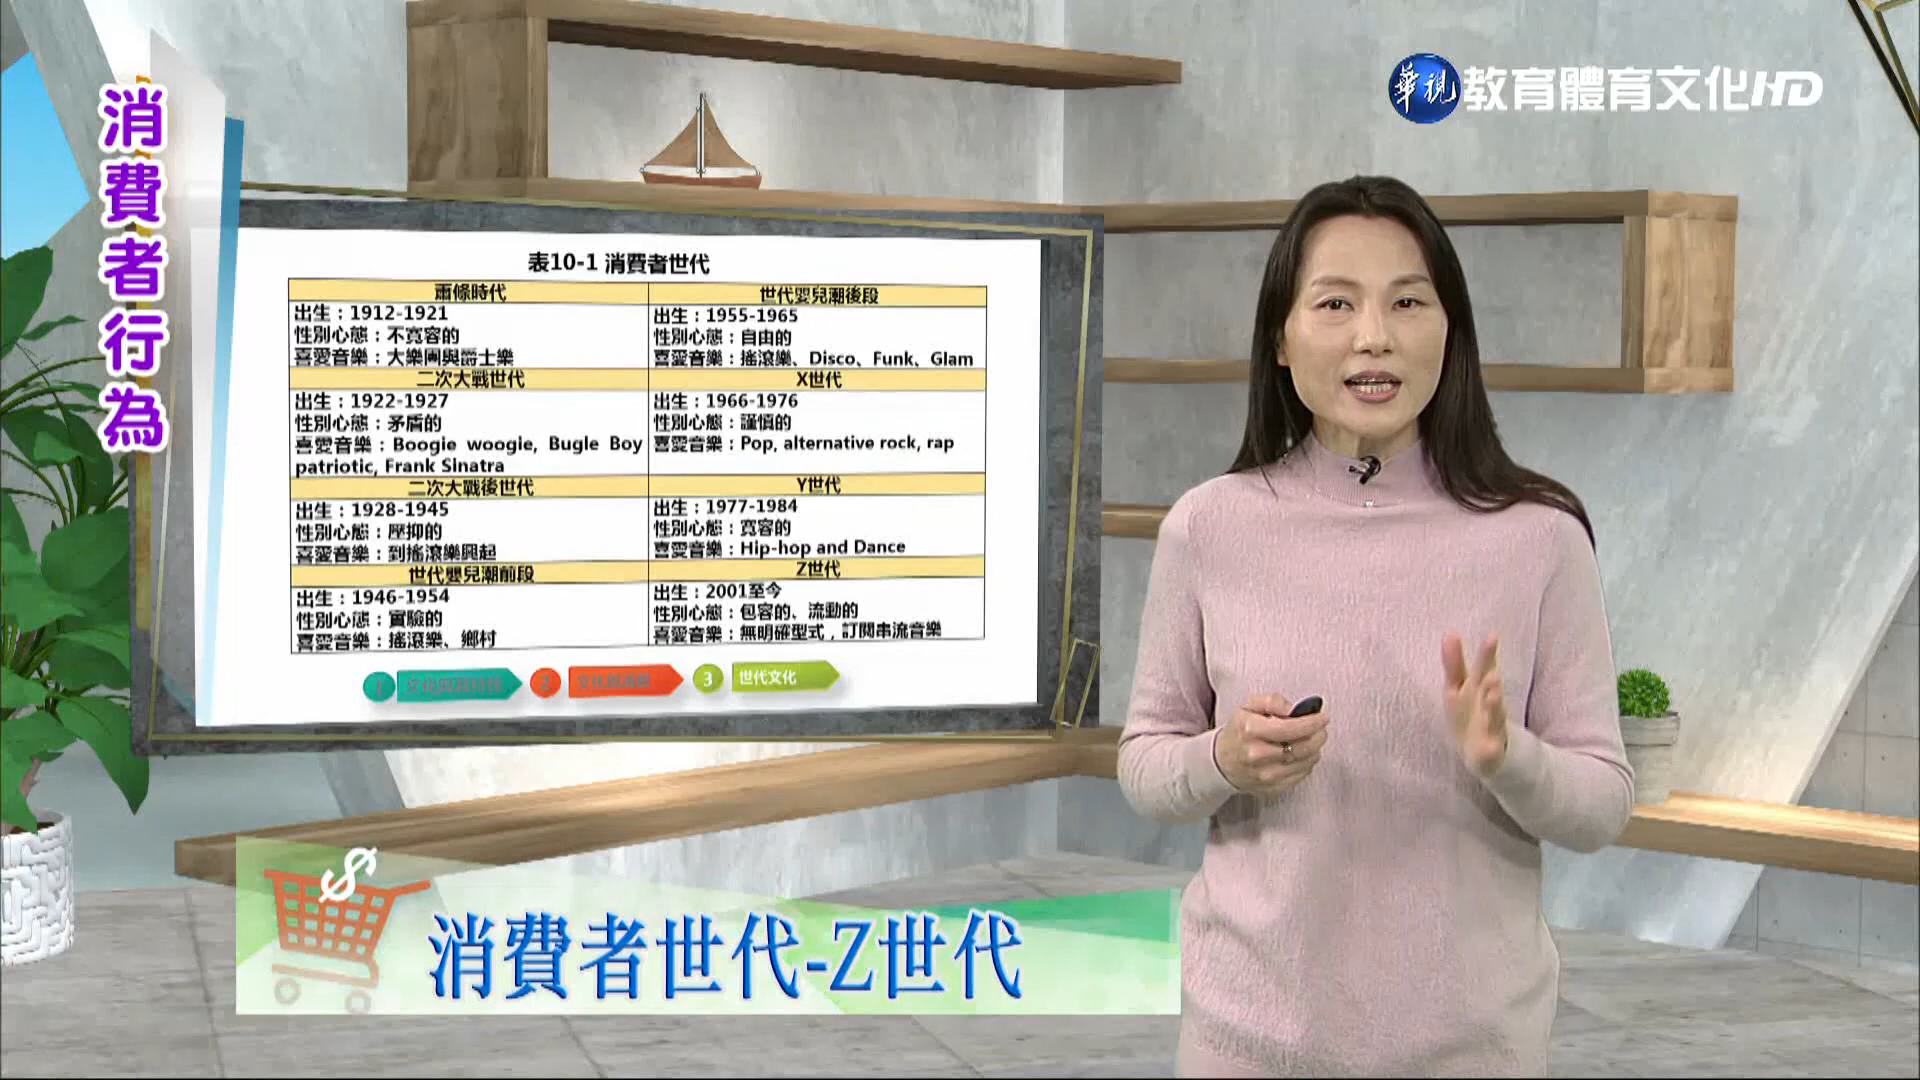 消費者行為
華視教育體育文化HD
表10-1 消費者世代
蕭條時代
出生：1912-1921
性別心態：不寬容的
喜愛音樂：大樂團與爵士樂
二次大戰世代
出生：1922-1927
性別心態：矛盾的
喜愛音樂：Boogie woogie, Bugle Boy
patriotic, Frank Sinatra
二次大戰後世代
出生：1928-1945
性別心態：壓抑的
喜愛音樂：到搖滾樂興起
世代嬰兒潮前段
出生：1946-1954
性別心態：實驗的
喜愛音樂：搖滾樂、鄉村
世代嬰兒潮後段
出生：1955-1965
性別心態：自由的
喜愛音樂：搖滾樂、Disco、Funk、Glam
X世代
出生：1966-1976
性別心態：謹慎的
喜愛音樂：Pop, alternative rock, rap
Y世代
出生：1977-1984
性別心態：寬容的
喜愛音樂：Hip-hop and Dance
Z世代
出生：2001至今
性別心態：包容的、流動的
喜愛音樂：無明確型式，訂閱串流音樂
1
2
3 世代文化
消費者世代-Z世代